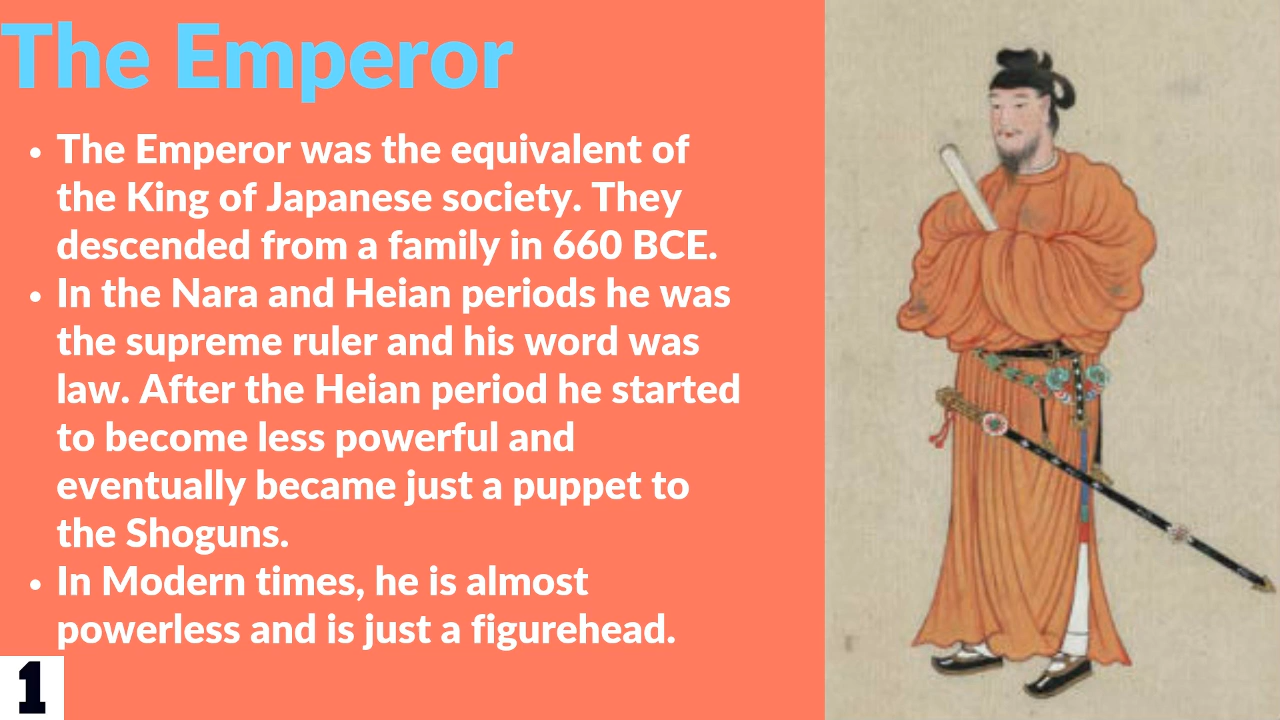 The Emperor
• The Emperor was the equivalent of
the King of Japanese society. They
descended from a family in 660 BCE.
• In the Nara and Heian periods he was
the supreme ruler and his word was
law. After the Heian period he started
to become less powerful and
eventually became just a puppet to
the Shoguns.
• In Modern times, he is almost
powerless and is just a figurehead.
1